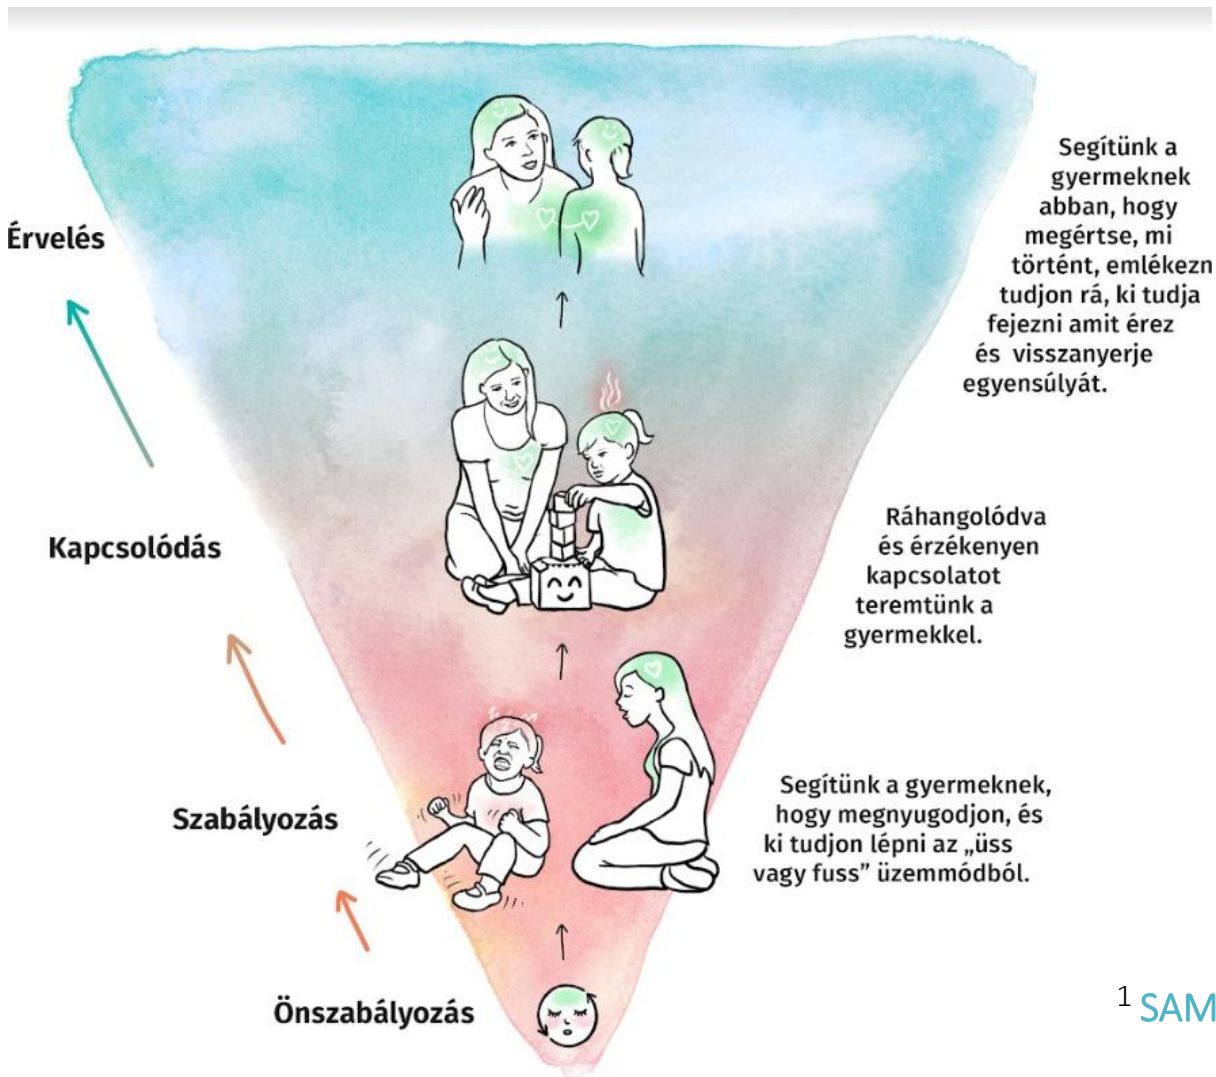 Segítünk a
gyermeknek
abban, hogy
megértse, mi
történt, emlékezn
tudjon rá, ki tudja
fejezni amit érez
és visszanyerje
egyensúlyát.
Érvelés
Ráhangolódva
és érzékenyen
kapcsolatot
teremtünk a
gyermekkel.
Kapcsolódás
Segítünk a gyermeknek,
hogy megnyugodjon, és
ki tudjon lépni az „üss
vagy fuss” üzemmódból.
Szabályozás
Önszabályozás
1 SAM